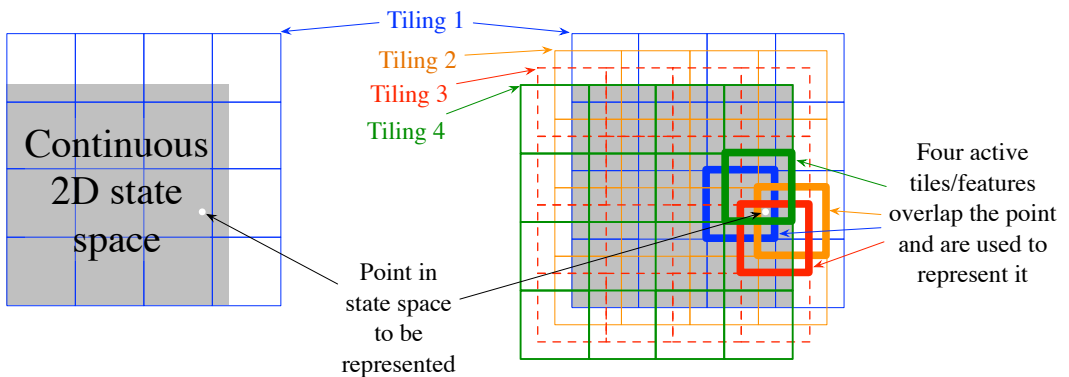 Tiling 1
Tiling 2
Tiling 3
Tiling 4
Continuous
2D state
space
Point in
state space
to be
represented
Four active
tiles/features
overlap the point
and are used to
represent it